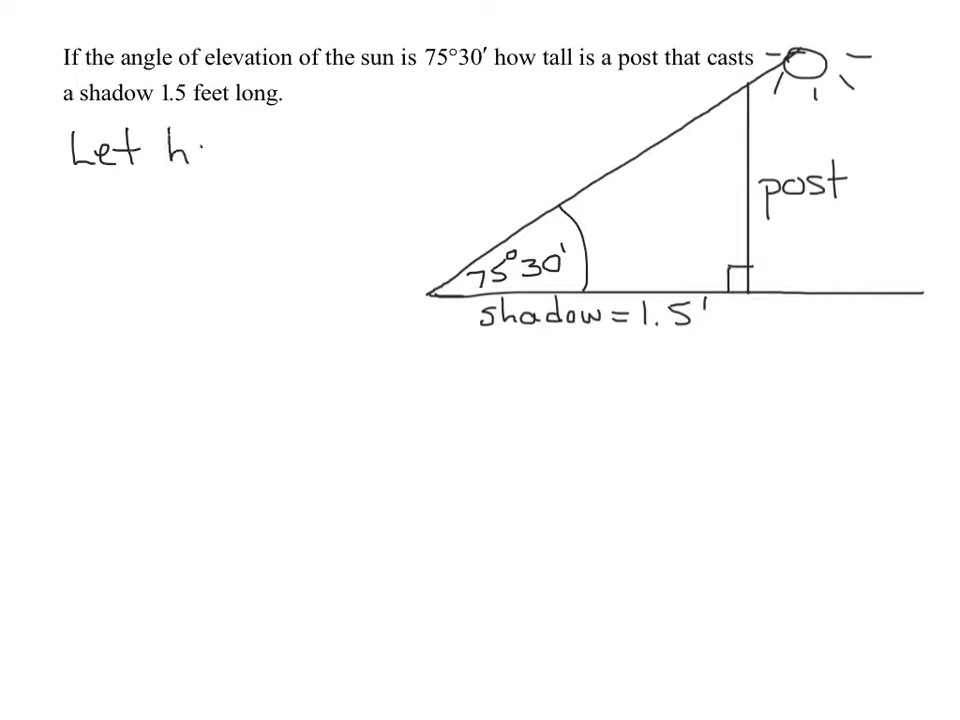 If the angle of elevation of the sun is 75°30′ how tall is a post that casts
a shadow 1.5 feet long.
Let h
post
75°30'
shadow = 1.5'